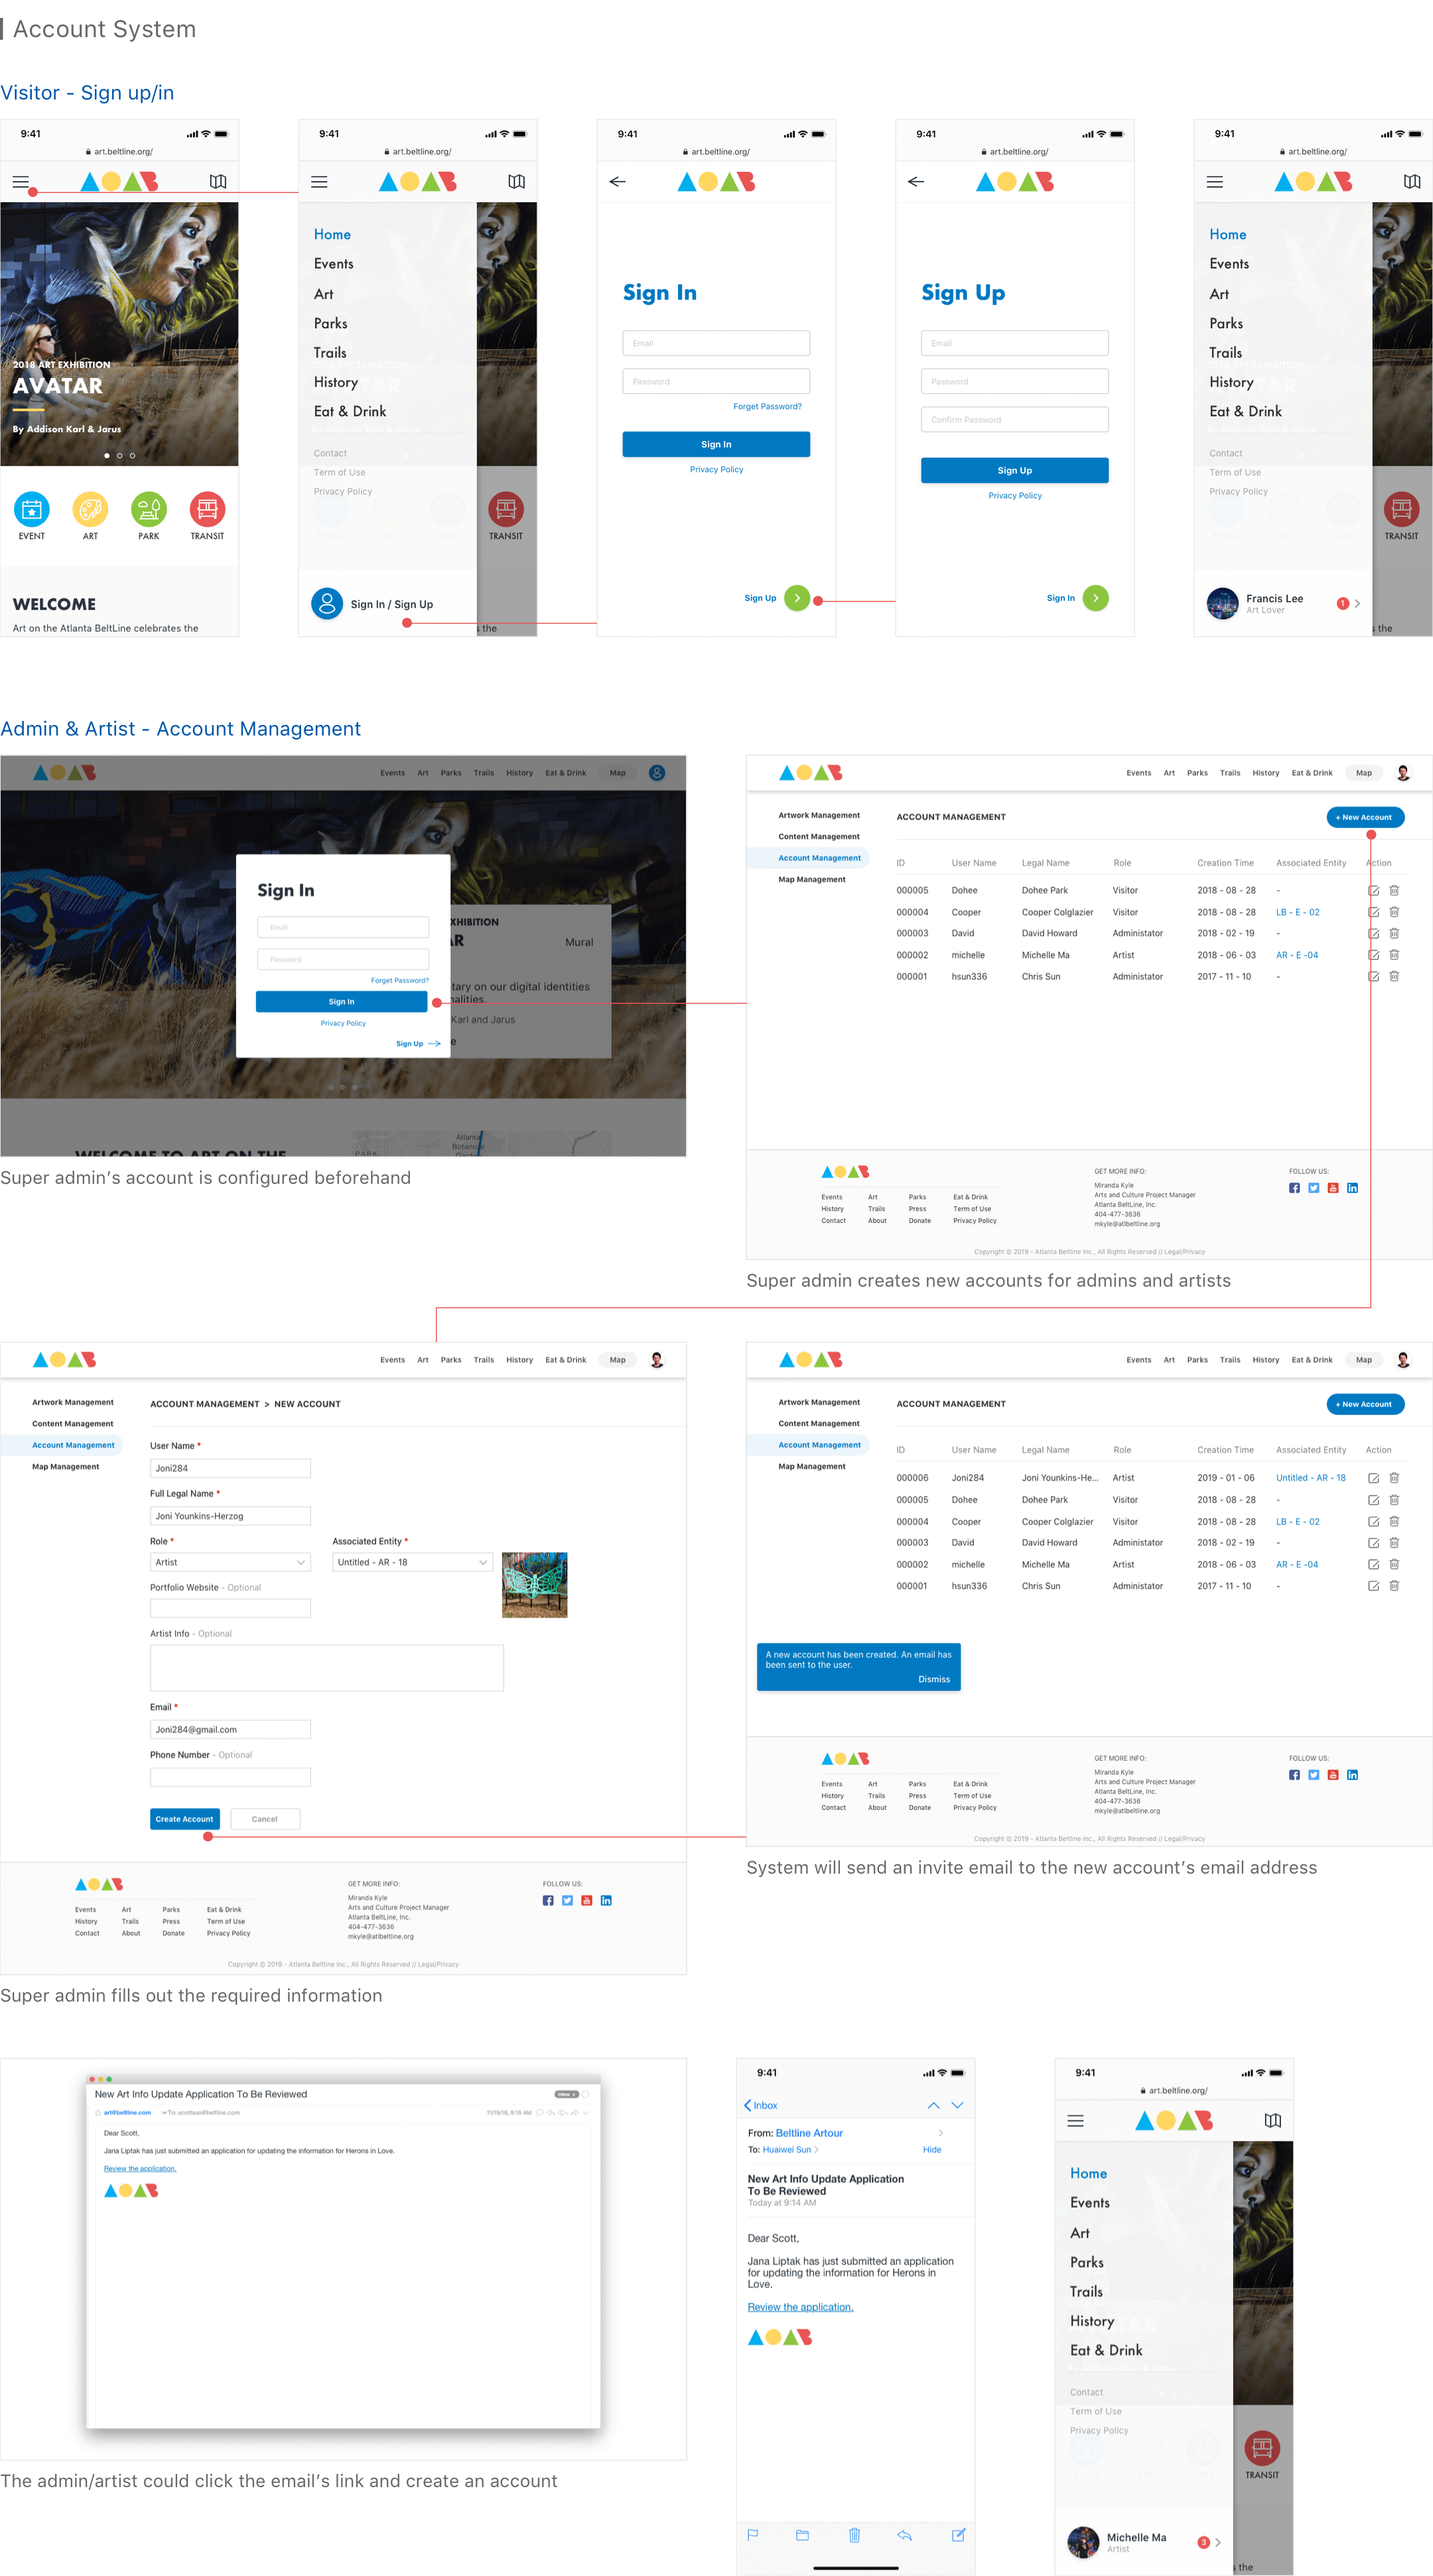 Account System
Visitor - Sign up/in
9:41
art.beltline.org/
2018 ART EXHIBITION
AVATAR
By Addison Karl & Jarus
EVENT ART PARK TRANSIT
WELCOME
Art on the Atlanta BeltLine celebrates the
9:41
art.beltline.org/
Home
Events
Art
Parks
Trails
History
Eat & Drink
Contact
Term of Use
Privacy Policy
TRANSIT
Sign In / Sign Up
s the
9:41
art.beltline.org/
Sign In
Email
Password
Forget Password?
Sign In
Privacy Policy
Sign Up
9:41
art.beltline.org/
Sign Up
Email
Password
Confirm Password
Sign Up
Privacy Policy
Sign In
9:41
art.beltline.org/
Home
Events
Art
Parks
Trails
History
Eat & Drink
Contact
Term of Use
Privacy Policy
TRANSIT
Francis Lee
Art Lover
1
s the
Admin & Artist - Account Management
Events Art Parks Trails History Eat & Drink Map
Sign In
Email
Password
Forget Password?
Sign In
Privacy Policy
Sign Up
XHIBITION
AR
Mural
tary on our digital identities
nalities.
Karl and Jarus
e
WELCOME TO ART ON THE
PARK
Atlanta
Botanical
Super admin's account is configured beforehand
Events Art Parks Trails History Eat & Drink Map
Artwork Management
Content Management
Account Management
Map Management
ACCOUNT MANAGEMENT
+ New Account
ID User Name Legal Name Role Creation Time Associated Entity Action
000005 Dohee Dohee Park Visitor 2018 - 08 - 28 -
000004 Cooper Cooper Colglazier Visitor 2018 - 08 - 28 LB - E - 02
000003 David David Howard Administator 2018 - 02 - 19 -
000002 michelle Michelle Ma Artist 2018 - 06 - 03 AR - E -04
000001 hsun336 Chris Sun Administator 2017 - 11 - 10 -
Events Art Parks Eat & Drink
History Trails Press Term of Use
Contact About Donate Privacy Policy
GET MORE INFO:
Miranda Kyle
Arts and Culture Project Manager
Atlanta BeltLine, Inc.
404-477-3636
mkyle@atlbeltline.org
FOLLOW US:
Copyright © 2019 - Atlanta Beltline Inc., All Rights Reserved // Legal/Privacy
Super admin creates new accounts for admins and artists
Events Art Parks Trails History Eat & Drink Map
Artwork Management
Content Management
Account Management
Map Management
ACCOUNT MANAGEMENT > NEW ACCOUNT
User Name *
Joni284
Full Legal Name *
Joni Younkins-Herzog
Role * Associated Entity *
Artist Untitled - AR - 18
Portfolio Website - Optional
Artist Info - Optional
Email *
Joni284@gmail.com
Phone Number - Optional
Create Account Cancel
Events Art Parks Eat & Drink
History Trails Press Term of Use
Contact About Donate Privacy Policy
GET MORE INFO:
Miranda Kyle
Arts and Culture Project Manager
Atlanta BeltLine, Inc.
404-477-3636
mkyle@atlbeltline.org
FOLLOW US:
Copyright © 2019 - Atlanta Beltline Inc., All Rights Reserved // Legal/Privacy
Super admin fills out the required information
Events Art Parks Trails History Eat & Drink Map
Artwork Management
Content Management
Account Management
Map Management
ACCOUNT MANAGEMENT
+ New Account
ID User Name Legal Name Role Creation Time Associated Entity Action
000006 Joni284 Joni Younkins-He... Artist 2019 - 01 - 06 Untitled - AR - 18
000005 Dohee Dohee Park Visitor 2018 - 08 - 28 -
000004 Cooper Cooper Colglazier Visitor 2018 - 08 - 28 LB - E - 02
000003 David David Howard Administator 2018 - 02 - 19 -
000002 michelle Michelle Ma Artist 2018 - 06 - 03 AR - E -04
000001 hsun336 Chris Sun Administator 2017 - 11 - 10 -
A new account has been created. An email has
been sent to the user.
Dismiss
Events Art Parks Eat & Drink
History Trails Press Term of Use
Contact About Donate Privacy Policy
GET MORE INFO:
Miranda Kyle
Arts and Culture Project Manager
Atlanta BeltLine, Inc.
404-477-3636
mkyle@atlbeltline.org
FOLLOW US:
Copyright © 2019 - Atlanta Beltline Inc., All Rights Reserved // Legal/Privacy
System will send an invite email to the new account's email address
New Art Info Update Application To Be Reviewed
Inbox
art@beltline.com To: scottsun@beltline.com 11/19/18, 9:15 AM
Dear Scott,
Jana Liptak has just submitted an application for updating the information for Herons in Love.
Review the application.
The admin/artist could click the email's link and create an account
9:41
Inbox
From: Beltline Artour
To: Huaiwei Sun Hide
New Art Info Update Application
To Be Reviewed
Today at 9:14 AM
Dear Scott,
Jana Liptak has just submitted an application
for updating the information for Herons in
Love.
Review the application.
9:41
art.beltline.org/
Home
Events
Art
Parks
Trails
History
Eat & Drink
Contact
Term of Use
Privacy Policy
TRANSIT
Michelle Ma
Artist
3
s the